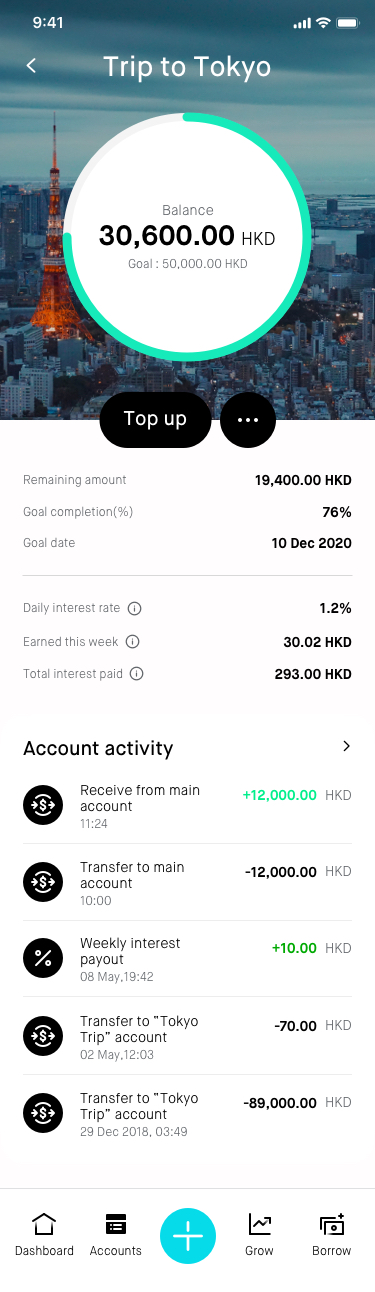 9:41
Trip to Tokyo
Balance
30,600.00 HKD
Goal : 50,000.00 HKD
Top up
Remaining amount 19,400.00 HKD
Goal completion(%) 76%
Goal date 10 Dec 2020
Daily interest rate 1.2%
Earned this week 30.02 HKD
Total interest paid 293.00 HKD
Account activity
Receive from main +12,000.00 HKD
account
11:24
Transfer to main -12,000.00 HKD
account
10:00
Weekly interest +10.00 HKD
payout
08 May,19:42
Transfer to "Tokyo -70.00 HKD
Trip" account
02 May,12:03
Transfer to "Tokyo -89,000.00 HKD
Trip" account
29 Dec 2018, 03:49
Dashboard Accounts Grow Borrow